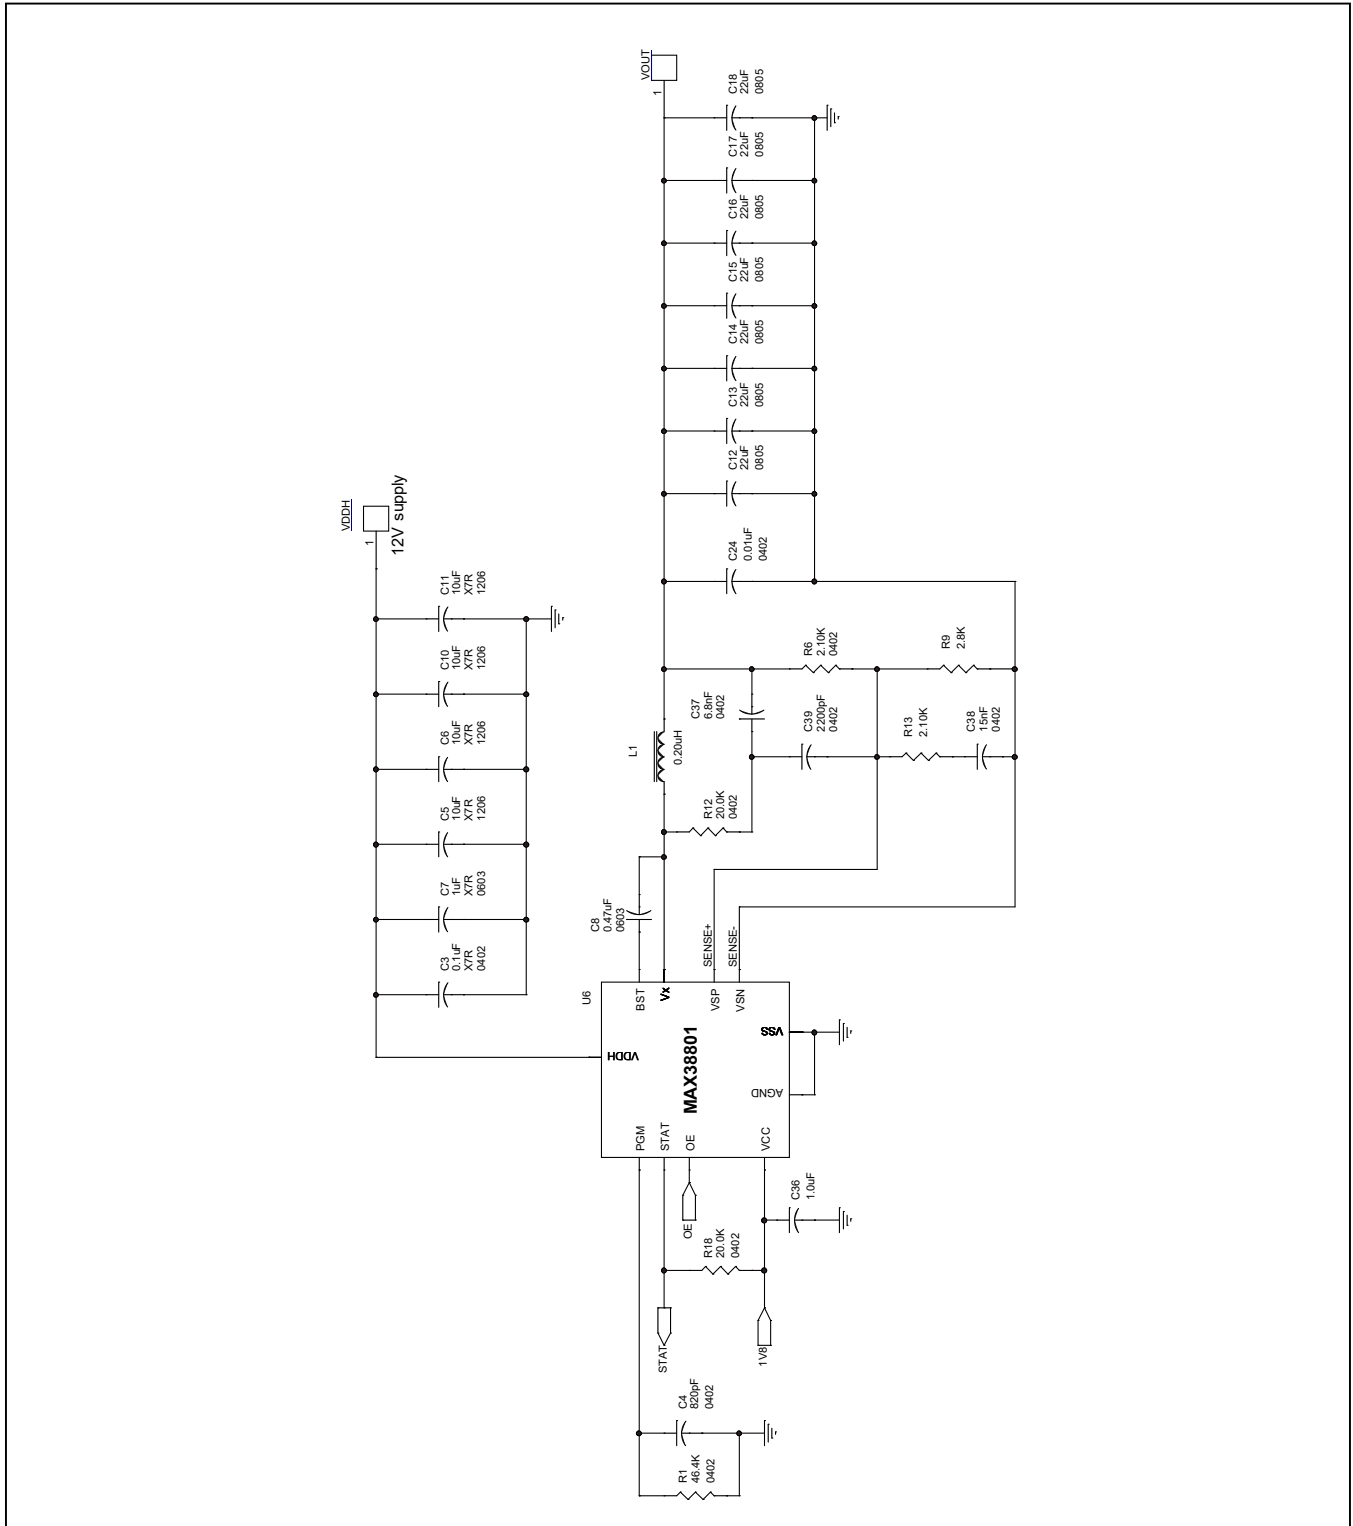 VDDH
1
12V supply
C11
10uF
X7R
1206
C10
10uF
X7R
1206
C6
10uF
X7R
1206
C5
10uF
X7R
1206
C7
1uF
X7R
0603
C3
0.1uF
X7R
0402
VOUT
1
C18
22uF
0805
C17
22uF
0805
C16
22uF
0805
C15
22uF
0805
C14
22uF
0805
C13
22uF
0805
C12
22uF
0805
C24
0.01uF
0402
R6
2.10K
0402
R9
2.8K
C37
6.8nF
0402
C39
2200pF
0402
R13
2.10K
C38
15nF
0402
L1
0.20uH
R12
20.0K
0402
C8
0.47uF
0603
SENSE+
SENSE-
U6
BST
Vx
VSP
VSN
VDDH
MAX38801
VSS
AGND
PGM
STAT
OE
VCC
OE
C36
1.0uF
R18
20.0K
0402
STAT
1V8
C4
820pF
0402
R1
46.4K
0402